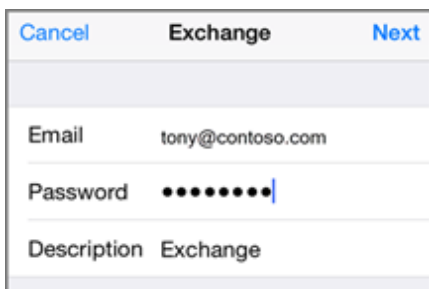 Cancel Exchange Next
Email tony@contoso.com
Password ●●●●●●●●
Description Exchange